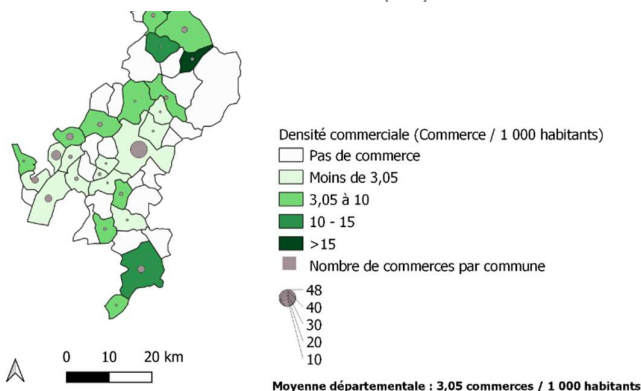 Densité commerciale (Commerce / 1 000 habitants)
Pas de commerce
Moins de 3,05
3,05 à 10
10 - 15
>15
Nombre de commerces par commune
48
40
30
20
10
0 10 20 km
Moyenne départementale : 3,05 commerces / 1 000 habitants